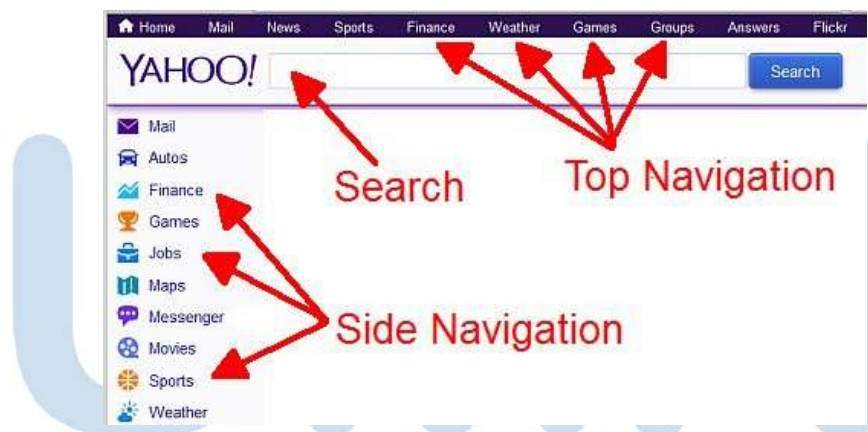 Home Mail News Sports Finance Weather Games Groups Answers Flickr
YAHOO! Search
Mail
Autos
Finance
Games
Jobs
Maps
Messenger
Movies
Sports
Weather
Search
Top Navigation
Side Navigation